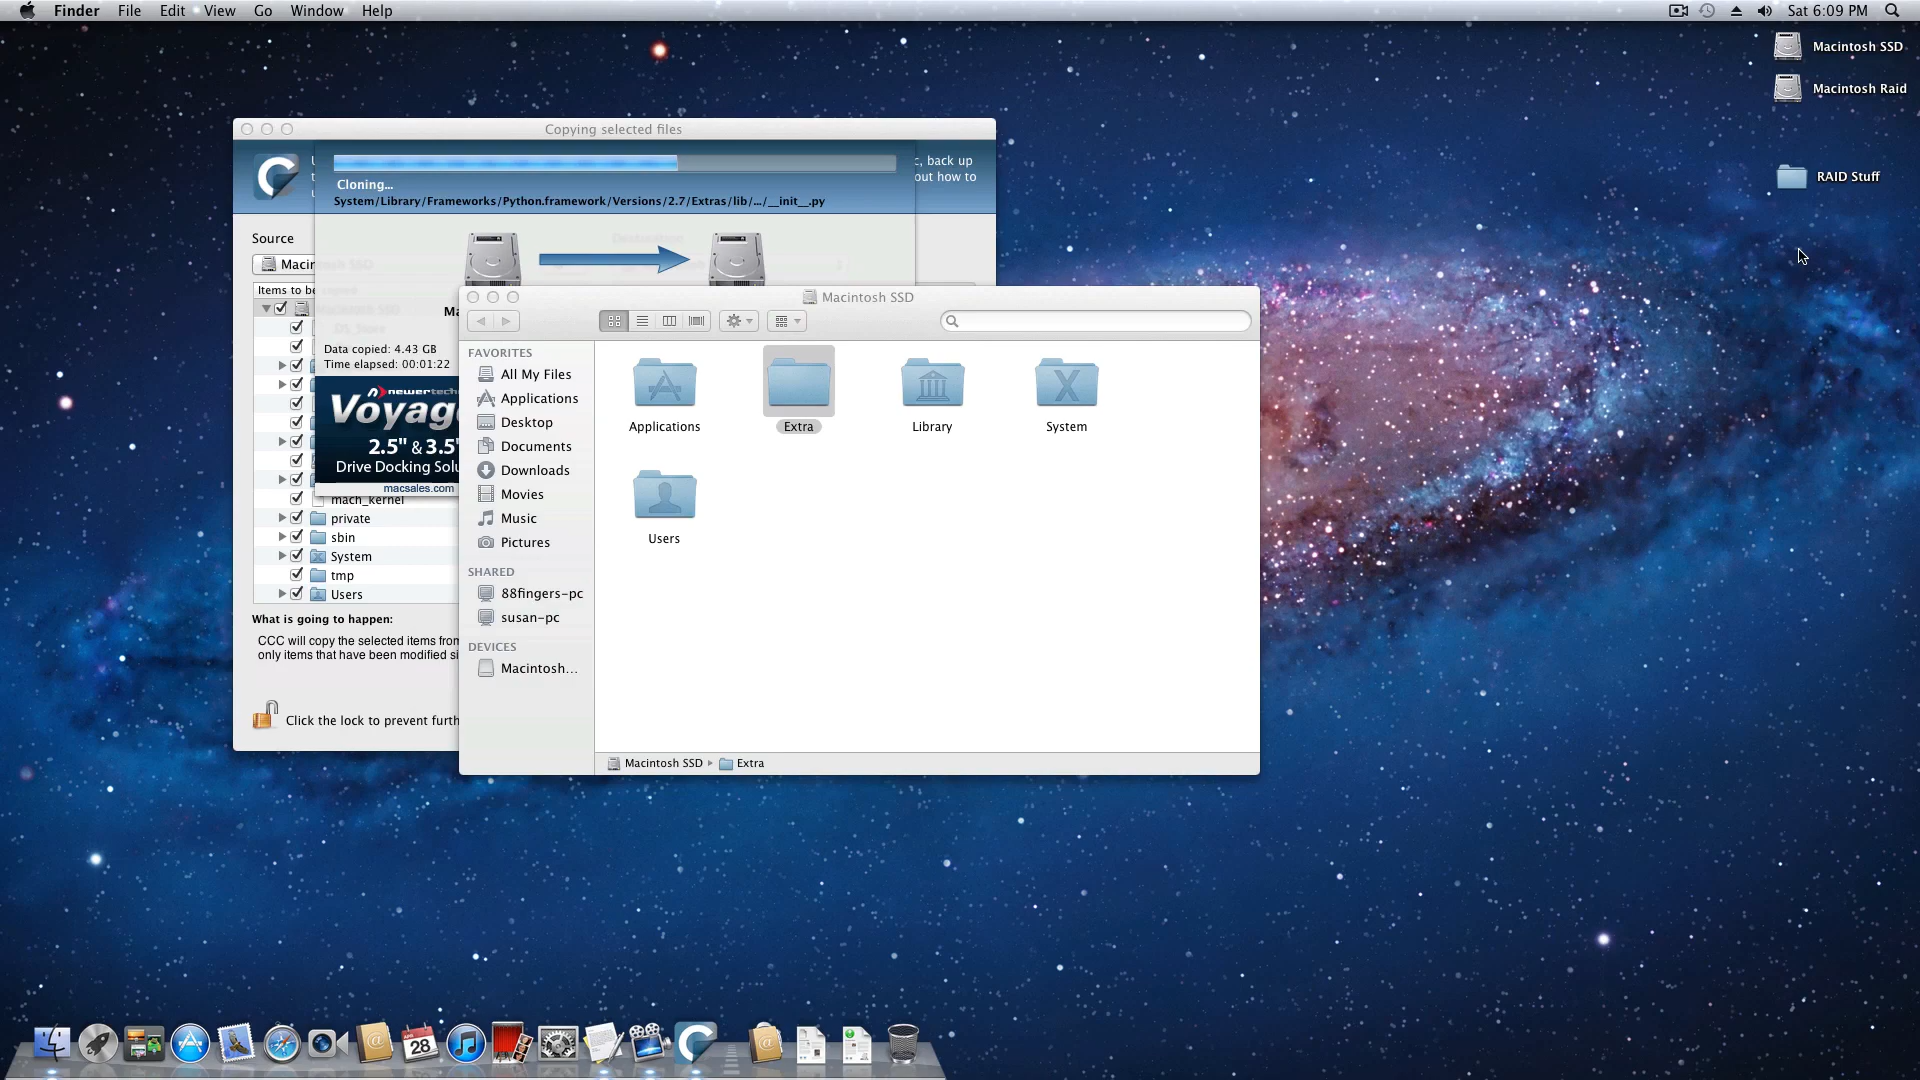 Finder File Edit View Go Window Help
Sat 6:09 PM
Macintosh SSD
Macintosh Raid
RAID Stuff
Copying selected files
c, back up
out how to
Cloning...
System/Library/Frameworks/Python.framework/Versions/2.7/Extras/lib/.../__init__.py
Source
Macin
Items to be
Ma
.DS_Store
Data copied: 4.43 GB
Time elapsed: 00:01:22
newertech
Voyag
2.5" & 3.5"
Drive Docking Solu
macsales.com
mach_kernel
private
sbin
System
tmp
Users
What is going to happen:
CCC will copy the selected items from
only items that have been modified si
Click the lock to prevent furth
Macintosh SSD
FAVORITES
All My Files
Applications
Desktop
Documents
Downloads
Movies
Music
Pictures
SHARED
88fingers-pc
susan-pc
DEVICES
Macintosh...
Applications
Extra
Library
System
Users
Macintosh SSD
Extra
28